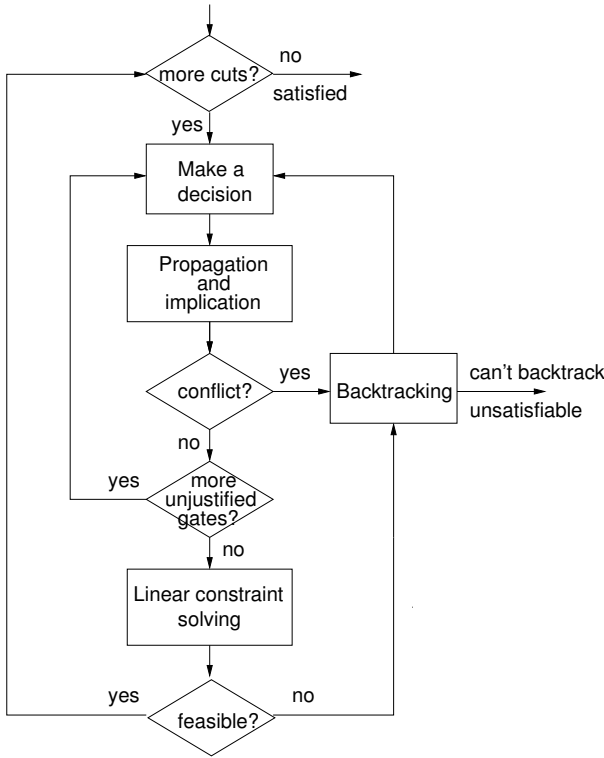 no
more cuts?
satisfied
yes
Make a
decision
Propagation
and
implication
conflict?
yes
Backtracking
can't backtrack
unsatisfiable
no
yes
more
unjustified
gates?
no
Linear constraint
solving
yes
feasible?
no